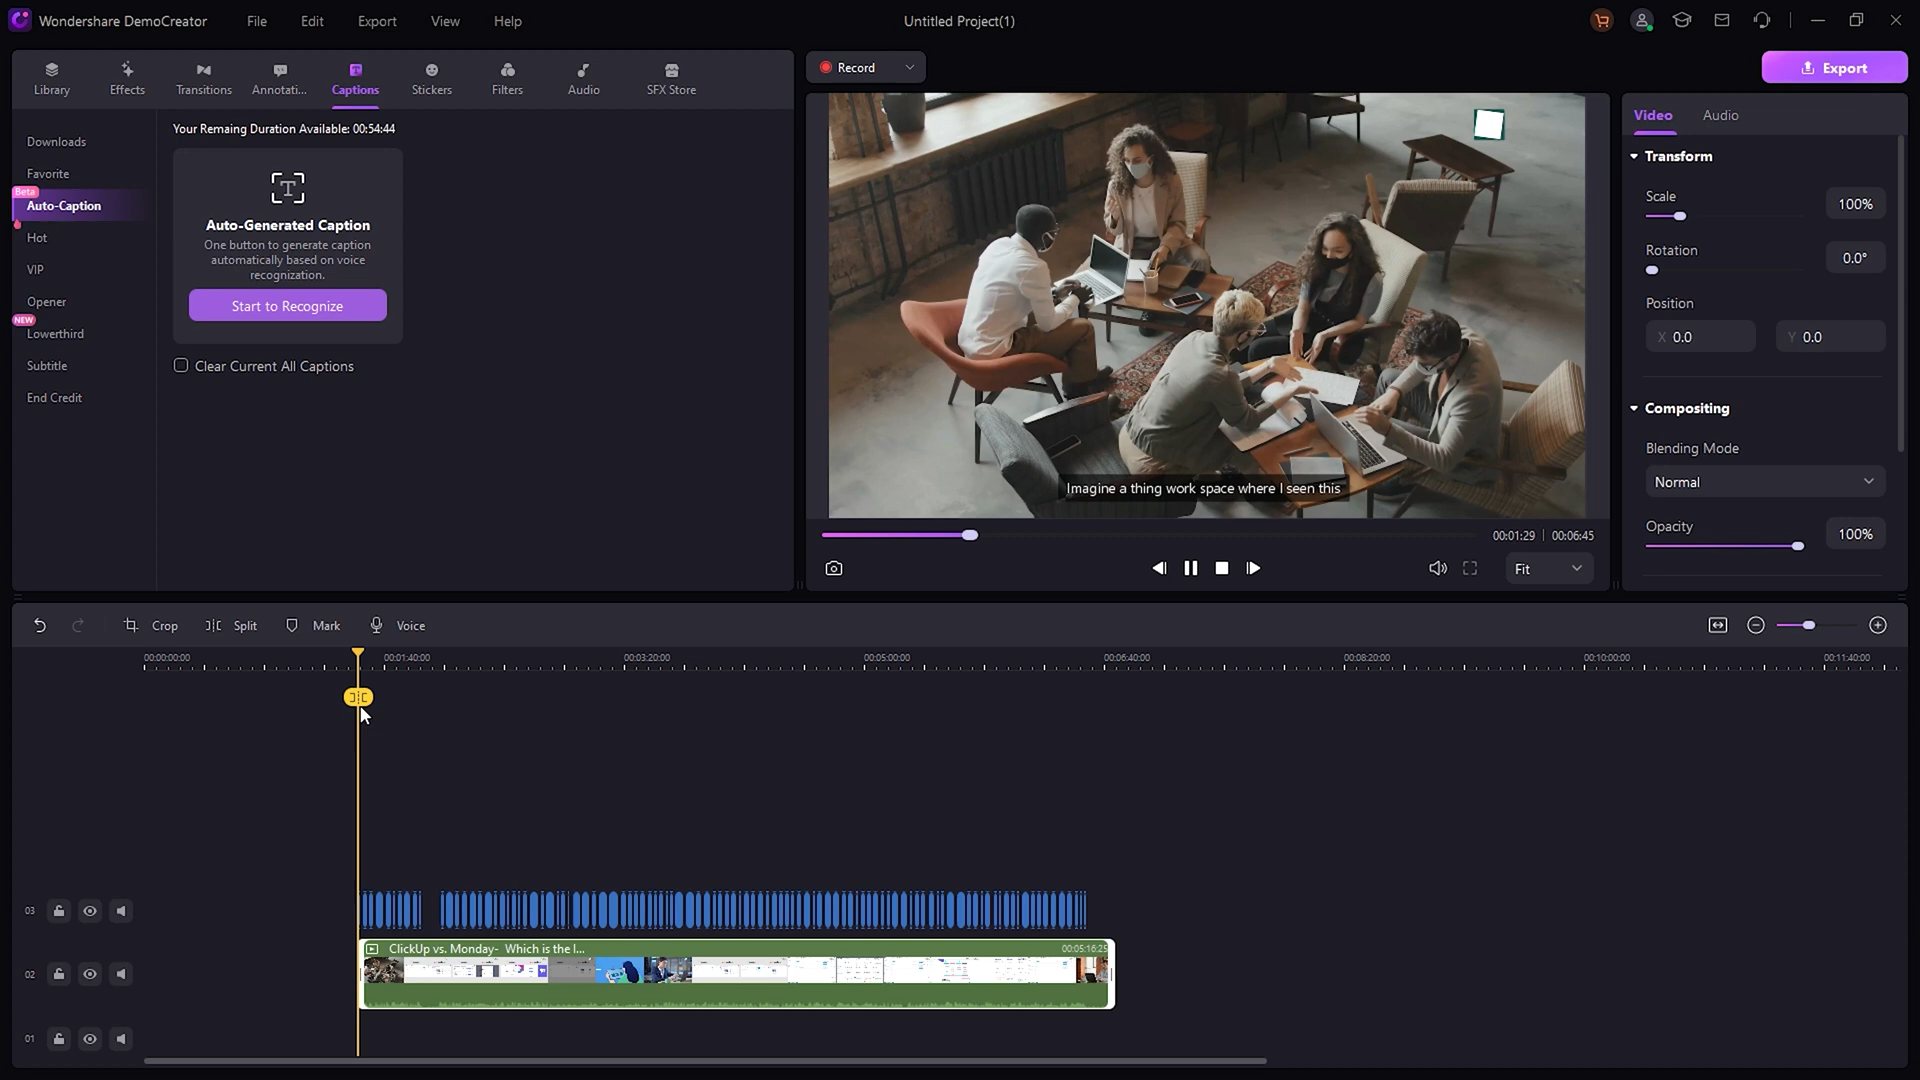 Wondershare DemoCreator
File
Edit
Export
View
Help
Untitled Project(1)
Library
Effects
Transitions
Annotati...
Captions
Stickers
Filters
Audio
SFX Store
Record
Export
Downloads
Favorite
Beta
Auto-Caption
Hot
VIP
Opener
NEW
Lowerthird
Subtitle
End Credit
Your Remaing Duration Available: 00:54:44
Auto-Generated Caption
One button to generate caption
automatically based on voice
recognization.
Start to Recognize
Clear Current All Captions
Imagine a thing work space where I seen this
00:01:29 | 00:06:45
Fit
Video
Audio
Transform
Scale
100%
Rotation
0.0°
Position
X 0.0
Y 0.0
Compositing
Blending Mode
Normal
Opacity
100%
Crop
Split
Mark
Voice
00:00:00:00
00:01:40:00
00:03:20:00
00:05:00:00
00:06:40:00
00:08:20:00
00:10:00:00
00:11:40:00
03
ClickUp vs. Monday- Which is the l...
00:05:16:25
02
01